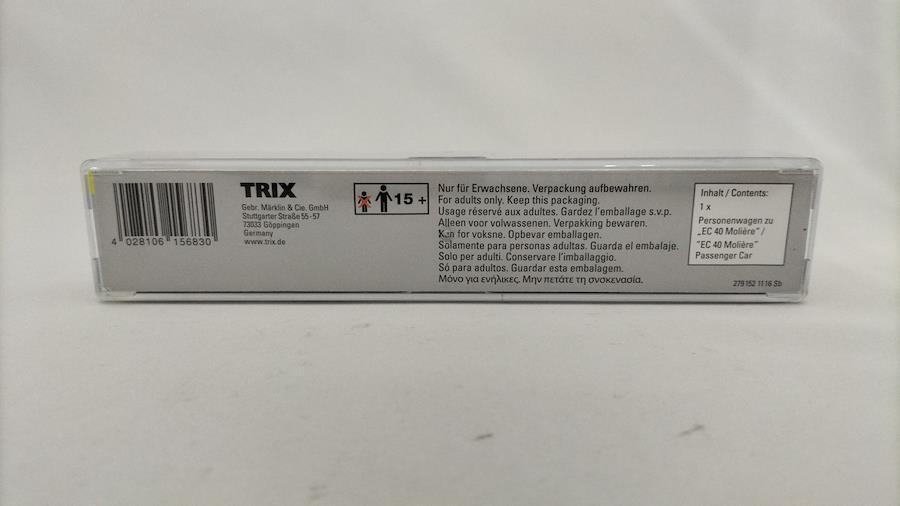 4 028106 156830
TRIX
Gebr. Märklin & Cie. GmbH
Stuttgarter Straße 55-57
73033 Göppingen
Germany
www.trix.de
15 +
Nur für Erwachsene. Verpackung aufbewahren.
For adults only. Keep this packaging.
Usage réservé aux adultes. Gardez l'emballage s.v.p.
Alleen voor volwassenen. Verpakking bewaren.
Kun for voksne. Opbevar emballagen.
Solamente para personas adultas. Guarda el embalaje.
Solo per adulti. Conservare l'imballaggio.
Só para adultos. Guardar esta embalagem.
Μόνο για ενήλικες. Μην πετάτε τη συσκενασία.
Inhalt / Contents:
1 x
Personenwagen zu
„EC 40 Molière" /
"EC 40 Molière"
Passenger Car
279152 1116 Sb